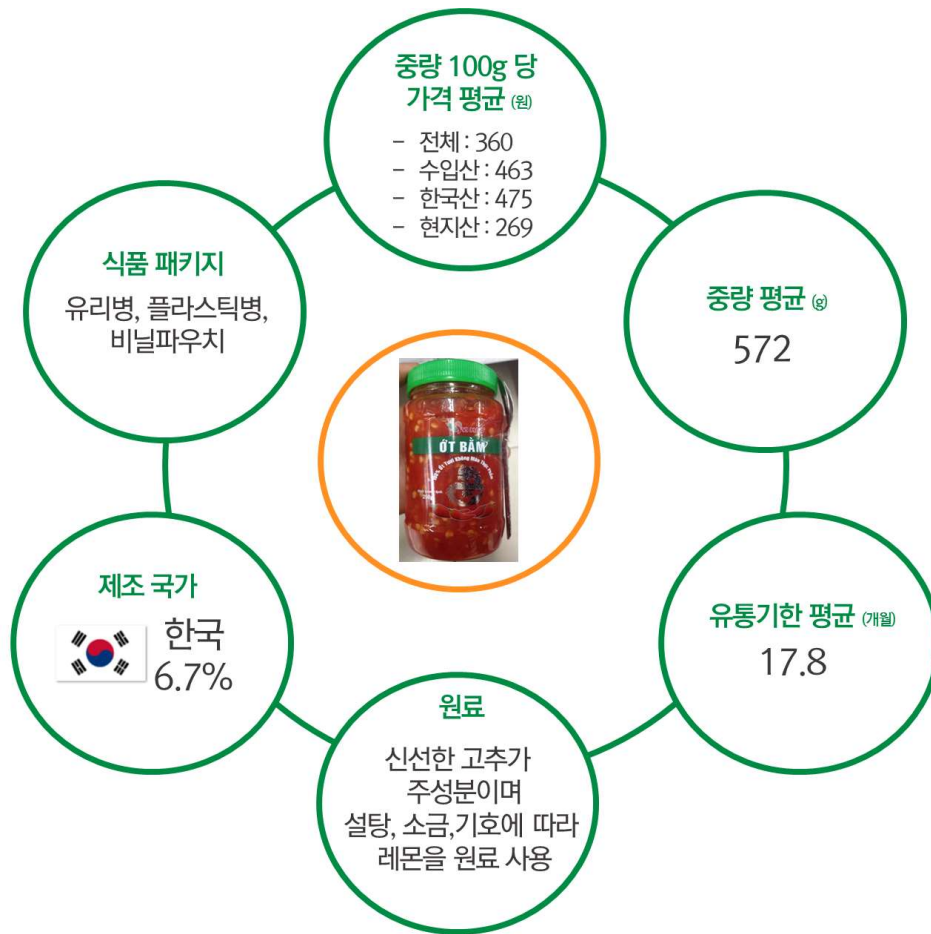 중량 100g 당
가격 평균 (원)
- 전체 : 360
- 수입산 : 463
- 한국산 : 475
- 현지산 : 269
식품 패키지
유리병, 플라스틱병,
비닐파우치
중량 평균 (g)
572
ỚT BẰM
제조 국가
한국
6.7%
유통기한 평균 (개월)
17.8
원료
신선한 고추가
주성분이며
설탕, 소금,기호에 따라
레몬을 원료 사용